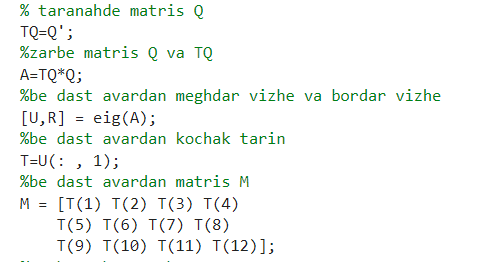 % taranahde matris Q
TQ=Q';
%zarbe matris Q va TQ
A=TQ*Q;
%be dast avardan meghdar vizhe va bordar vizhe
[U,R] = eig(A);
%be dast avardan kochak tarin
T=U(: , 1);
%be dast avardan matris M
M = [T(1) T(2) T(3) T(4)
T(5) T(6) T(7) T(8)
T(9) T(10) T(11) T(12)];